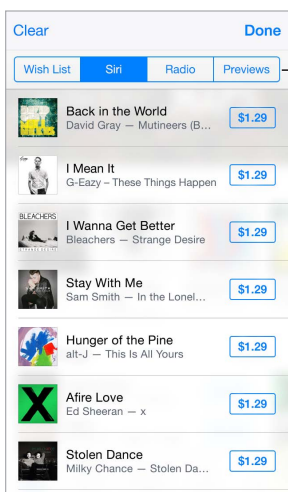 Clear Done
Wish List Siri Radio Previews
Back in the World
David Gray — Mutineers (B...
$1.29
I Mean It
G-Eazy – These Things Happen
$1.29
BLEACHERS
I Wanna Get Better
Bleachers — Strange Desire
$1.29
Stay With Me
Sam Smith — In the Lonel...
$1.29
Hunger of the Pine
alt-J — This Is All Yours
$1.29
X
Afire Love
Ed Sheeran — x
$1.29
Stolen Dance
Milky Chance — Stolen Da...
$1.29